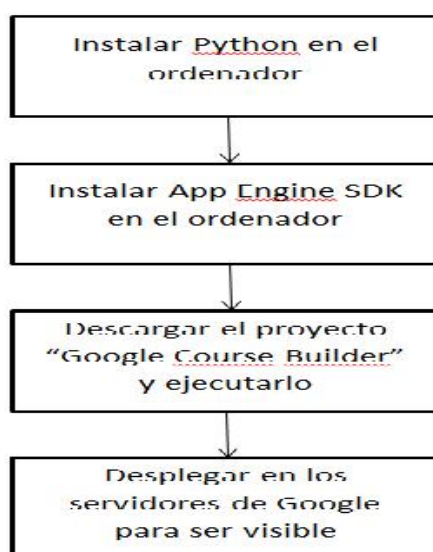 Instalar Python en el
ordenador
Instalar App Engine SDK
en el ordenador
Descargar el proyecto
“Google Course Builder”
y ejecutarlo
Desplegar en los
servidores de Google
para ser visible